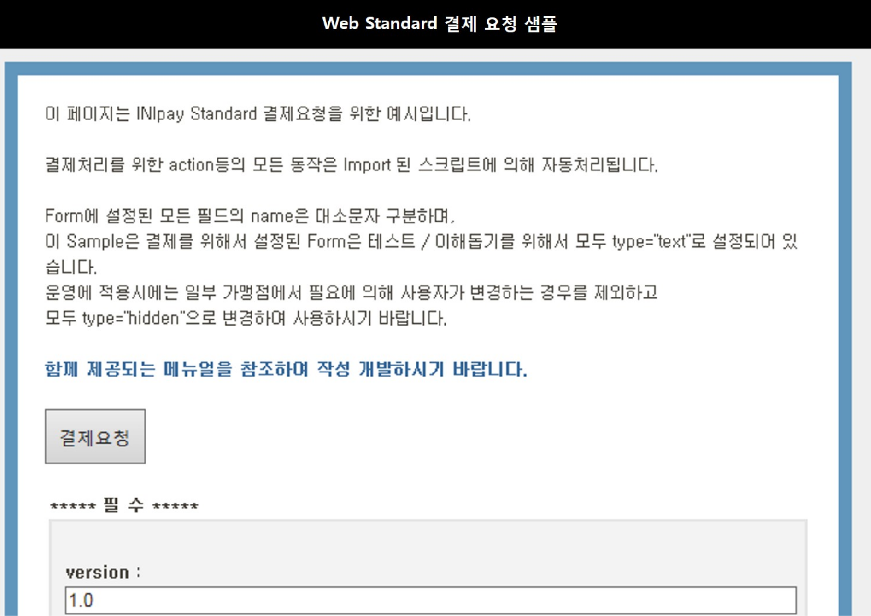 Web Standard 결제 요청 샘플
이 페이지는 INIpay Standard 결제요청을 위한 예시입니다.
결제처리를 위한 action등의 모든 동작은 Import 된 스크립트에 의해 자동처리됩니다.
Form에 설정된 모든 필드의 name은 대소문자 구분하며,
이 Sample은 결제를 위해서 설정된 Form은 테스트 / 이해돕기를 위해서 모두 type="text"로 설정되어 있
습니다.
운영에 적용시에는 일부 가맹점에서 필요에 의해 사용자가 변경하는 경우를 제외하고
모두 type="hidden"으로 변경하여 사용하시기 바랍니다.
함께 제공되는 메뉴얼을 참조하여 작성 개발하시기 바랍니다.
결제요청
***** 필 수 *****
version :
1.0